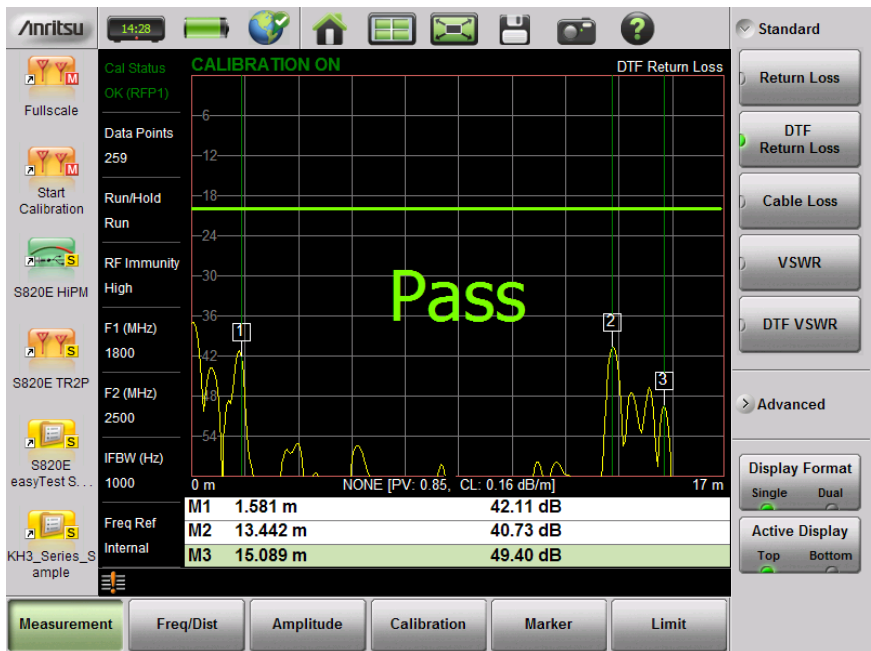 Anritsu
14:28
?
Standard
Fullscale
M
Start
Calibration
M
S820E HiPM
S
S820E TR2P
S
S820E
easyTest S. . .
S
KH3_Series_S
ample
S
Cal Status
OK (RFP1)
Data Points
259
Run/Hold
Run
RF Immunity
High
F1 (MHz)
1800
F2 (MHz)
2500
IFBW (Hz)
1000
Freq Ref
Internal
CALIBRATION ON
DTF Return Loss
-6
-12
-18
-24
-30
-36
-42
-48
-54
Pass
1
2
3
0 m
NONE [PV: 0.85, CL: 0.16 dB/m]
17 m
M1 1.581 m 42.11 dB
M2 13.442 m 40.73 dB
M3 15.089 m 49.40 dB
Return Loss
DTF
Return Loss
Cable Loss
VSWR
DTF VSWR
Advanced
Display Format
Single Dual
Active Display
Top Bottom
Measurement
Freq/Dist
Amplitude
Calibration
Marker
Limit